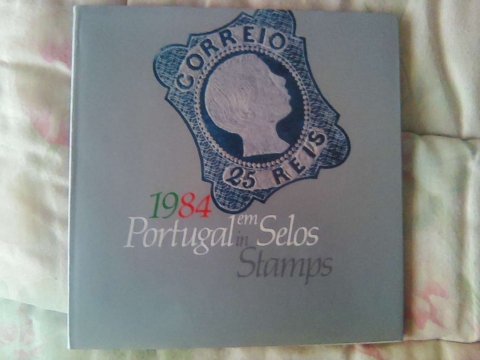 CORREIO
25 REIS
1984
Portugal em Selos
in Stamps